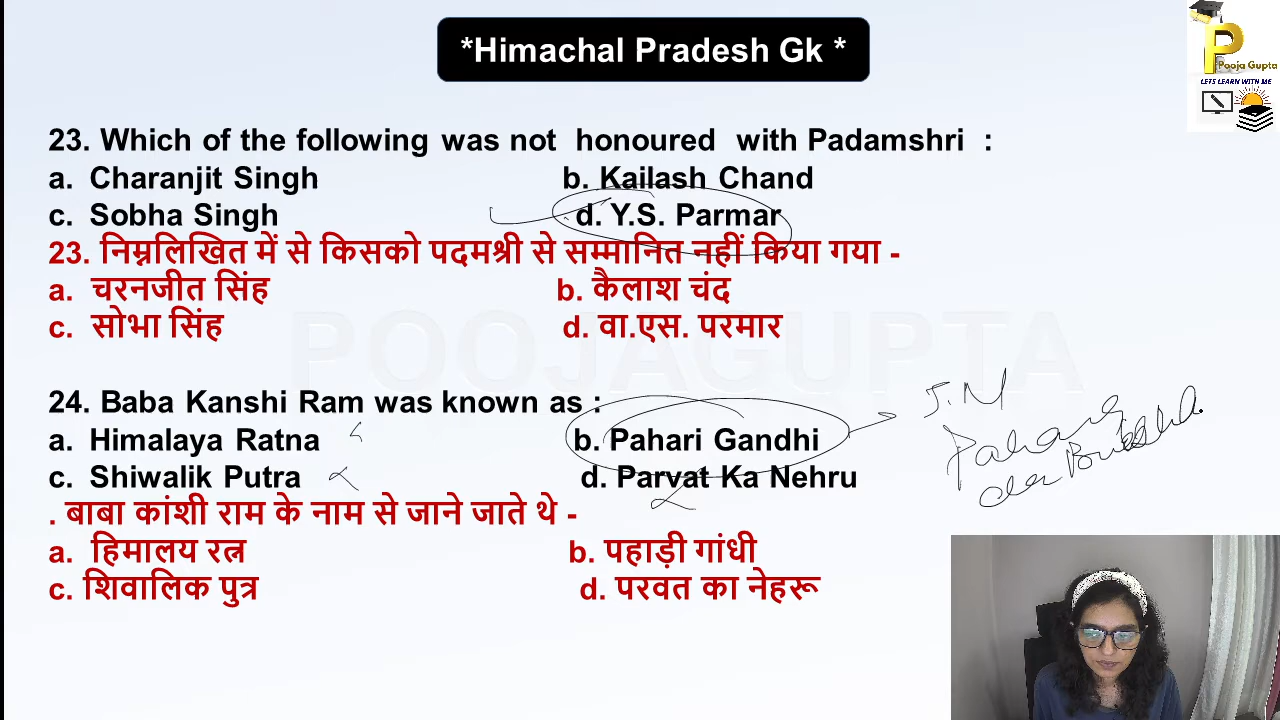 *Himachal Pradesh Gk *
Pooja Gupta
LETS LEARN WITH ME
23. Which of the following was not honoured with Padamshri :
a. Charanjit Singh b. Kailash Chand
c. Sobha Singh d. Y.S. Parmar
23. निम्नलिखित में से किसको पदमश्री से सम्मानित नहीं किया गया -
a. चरनजीत सिंह b. कैलाश चंद
c. सोभा सिंह d. वा.एस. परमार
POOJAGUPTA
24. Baba Kanshi Ram was known as :
a. Himalaya Ratna b. Pahari Gandhi
c. Shiwalik Putra d. Parvat Ka Nehru
. बाबा कांशी राम के नाम से जाने जाते थे -
a. हिमालय रत्न b. पहाड़ी गांधी
c. शिवालिक पुत्र d. परवत का नेहरू